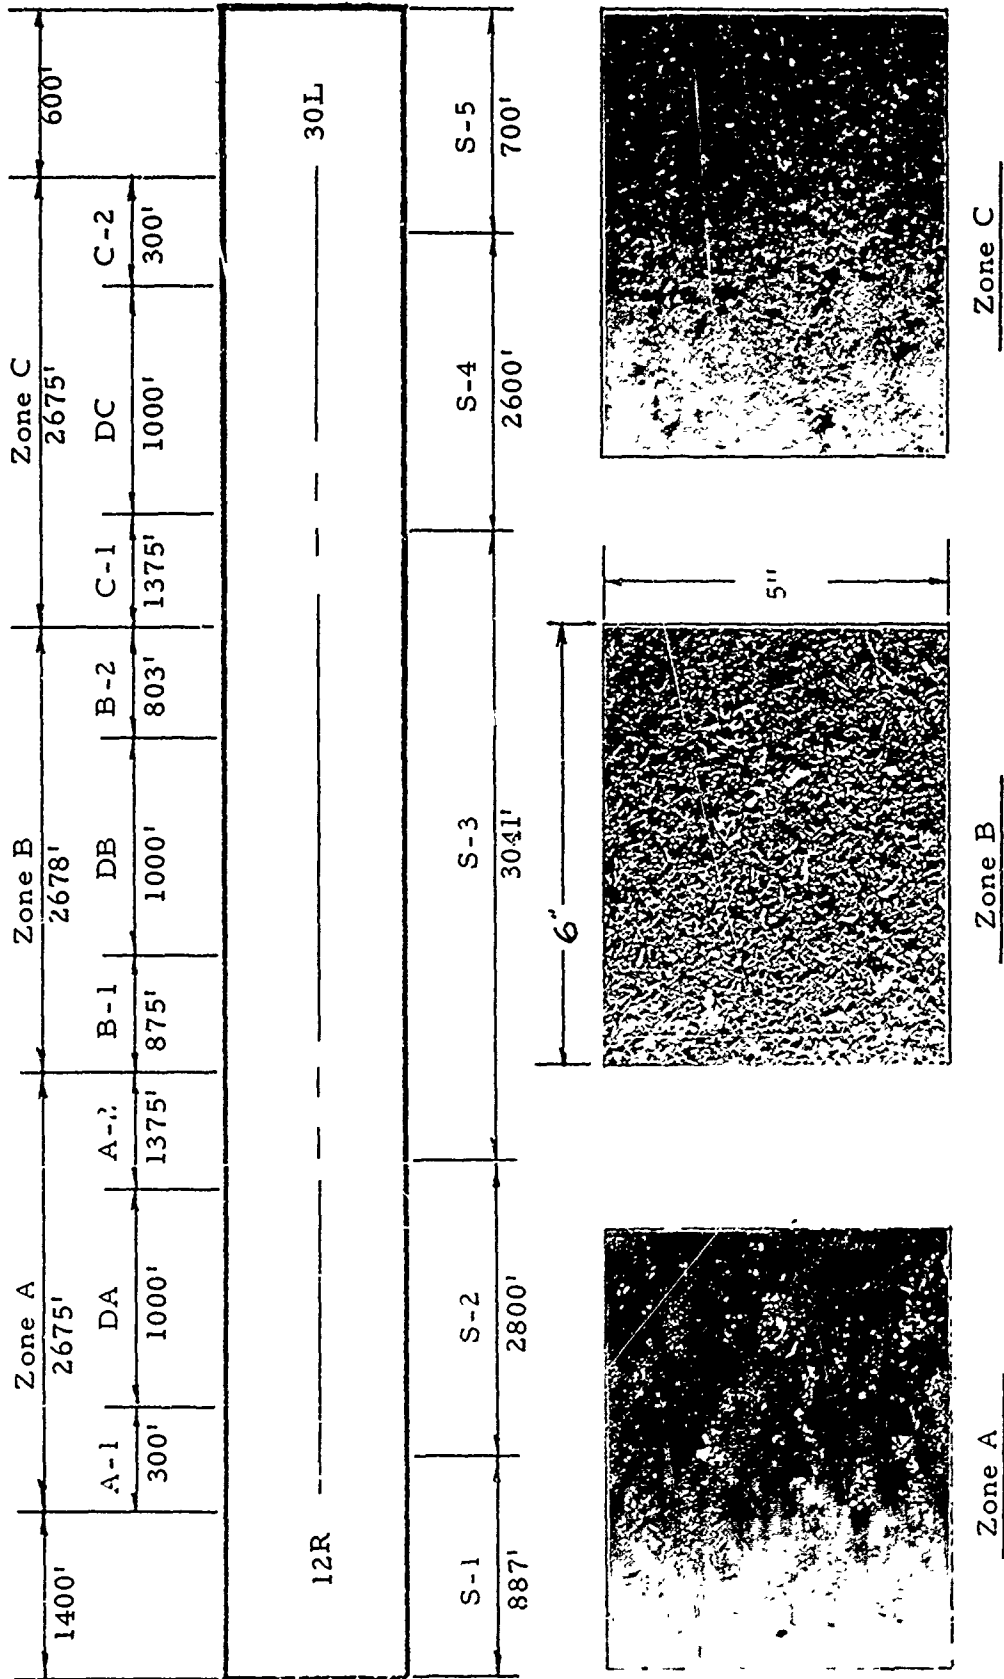 1400'
Zone A
2675'
Zone B
2678'
Zone C
2675'
600'
A-1
300'
DA
1000'
1375'
B-1
875'
DB
1000'
B-2
803'
C-1
1375'
DC
1000'
C-2
300'
12R
30L
S-1
887'
S-2
2800'
S-3
3041'
S-4
2600'
S-5
700'
6"
5"
Zone A
Zone B
Zone C